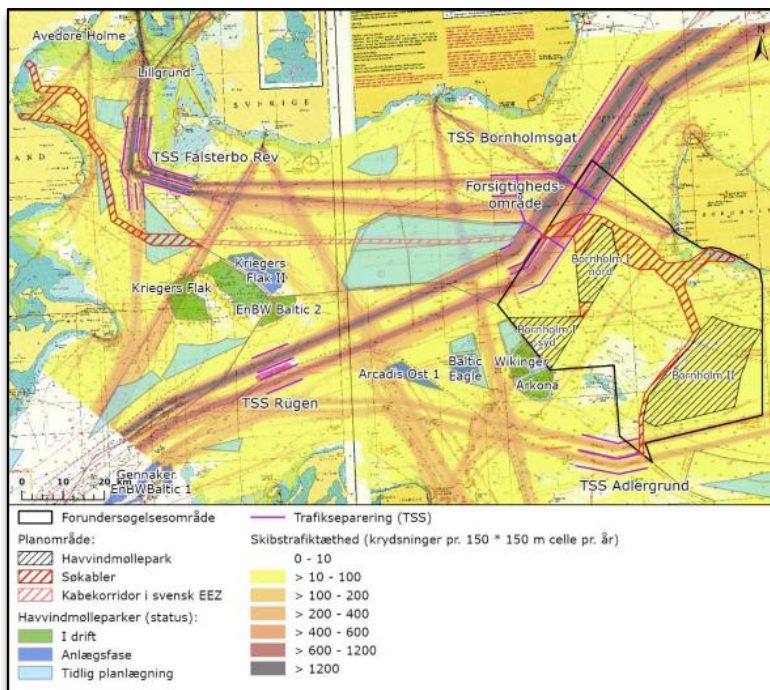 Avedøre Holme
Lillgrund
SVERIGE
TSS Falsterbo Rev
TSS Bornholmsgat
Forsigtigheds-
område
Kriegers
Flak II
Kriegers Flak
EnBW Baltic 2
Bornholm I
nord
Bornholm I
syd
Bornholm II
Arcadis Ost 1
Baltic
Eagle
Wikinger
Arkona
TSS Rügen
TSS Adlergrund
Gennaker
EnBWBaltic 1
0 10 20 km
Forundersøgelsesområde
Planområde:
Havvindmøllepark
Søkabler
Kabekorridor i svensk EEZ
Havvindmølleparker (status):
I drift
Anlægsfase
Tidlig planlægning
Trafikseparering (TSS)
Skibstrafiktæthed (krydsninger pr. 150 * 150 m celle pr. år)
0 - 10
> 10 - 100
> 100 - 200
> 200 - 400
> 400 - 600
> 600 - 1200
> 1200